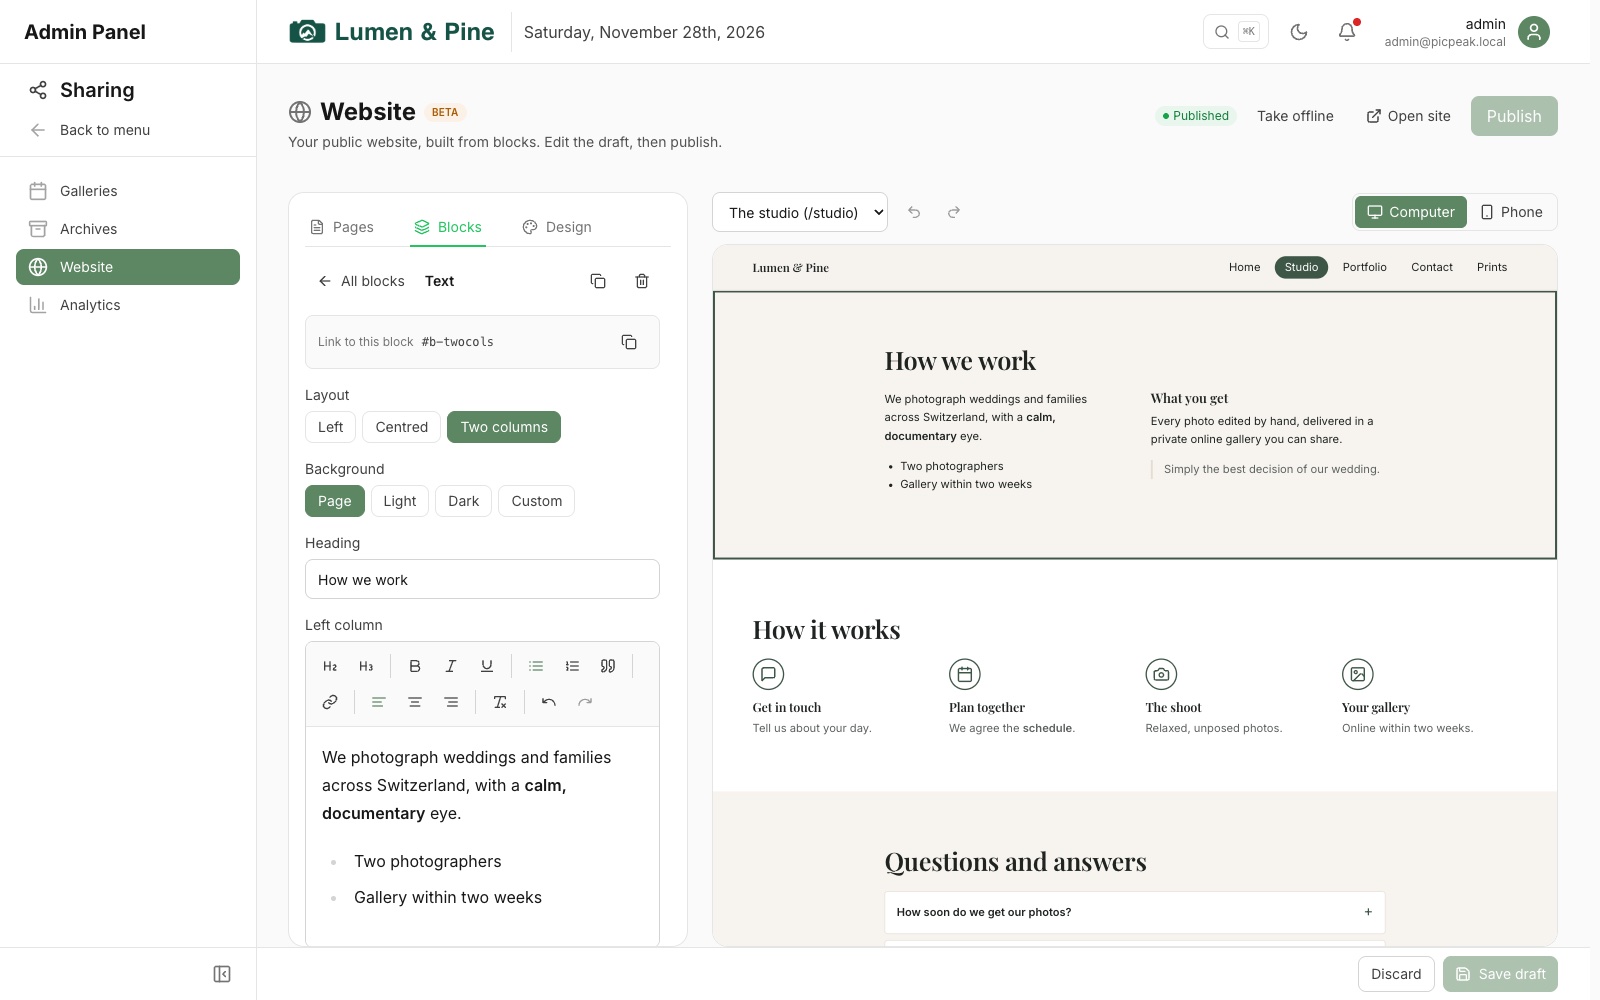 Admin Panel
Lumen & Pine
Saturday, November 28th, 2026
⌘K
admin
admin@picpeak.local
Sharing
Back to menu
Galleries
Archives
Website
Analytics
Website
BETA
Your public website, built from blocks. Edit the draft, then publish.
Published
Take offline
Open site
Publish
Pages
Blocks
Design
All blocks
Text
Link to this block #b-twocols
Layout
Left
Centred
Two columns
Background
Page
Light
Dark
Custom
Heading
How we work
Left column
H2
H3
B
I
U
We photograph weddings and families
across Switzerland, with a calm,
documentary eye.
Two photographers
Gallery within two weeks
The studio (/studio)
Computer
Phone
Lumen & Pine
Home
Studio
Portfolio
Contact
Prints
How we work
We photograph weddings and families
across Switzerland, with a calm,
documentary eye.
• Two photographers
• Gallery within two weeks
What you get
Every photo edited by hand, delivered in a
private online gallery you can share.
Simply the best decision of our wedding.
How it works
Get in touch
Tell us about your day.
Plan together
We agree the schedule.
The shoot
Relaxed, unposed photos.
Your gallery
Online within two weeks.
Questions and answers
How soon do we get our photos?
+
Discard
Save draft